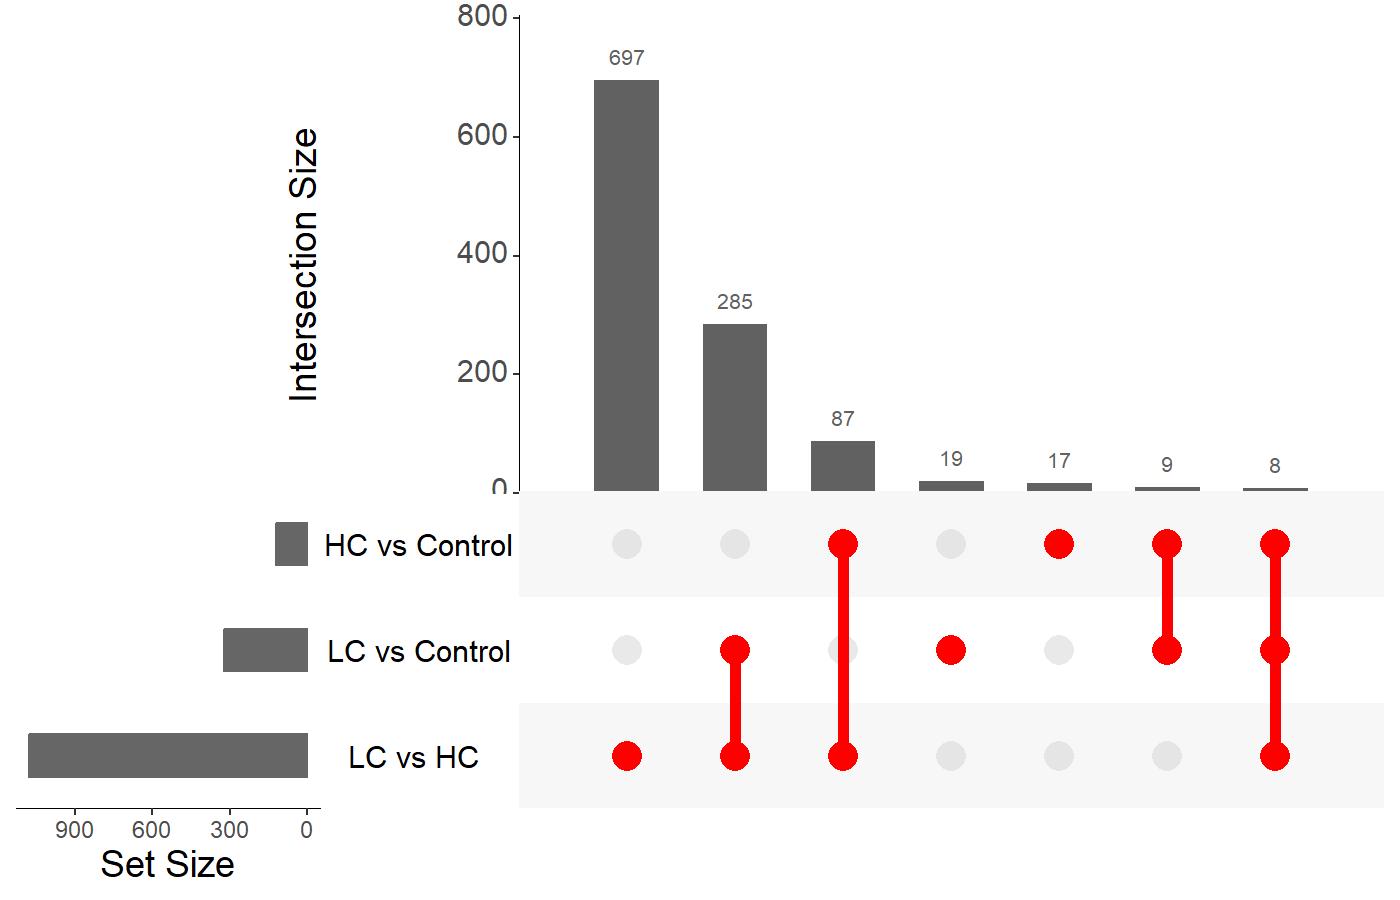 800
697
600
Intersection Size
400
285
200
87
19
17
9
8
0
HC vs Control
LC vs Control
LC vs HC
900 600 300 0
Set Size